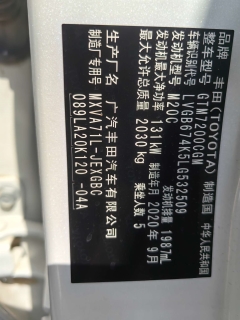 品牌 丰田(TOYOTA) 制造国 中华人民共和国
整车型号 GTM7200CGM
车辆识别代号 LVGB674K5LG532509
发动机型号 M20C 发动机排量 1987mL
发动机最大净功率 131kW 制造年月 2020年9月
最大允许总质量 2030kg 乘坐人数 5
生产厂名 广汽丰田汽车有限公司
制造厂专用号 MXVA71L-JEXGBC
089LA20K120 -04A